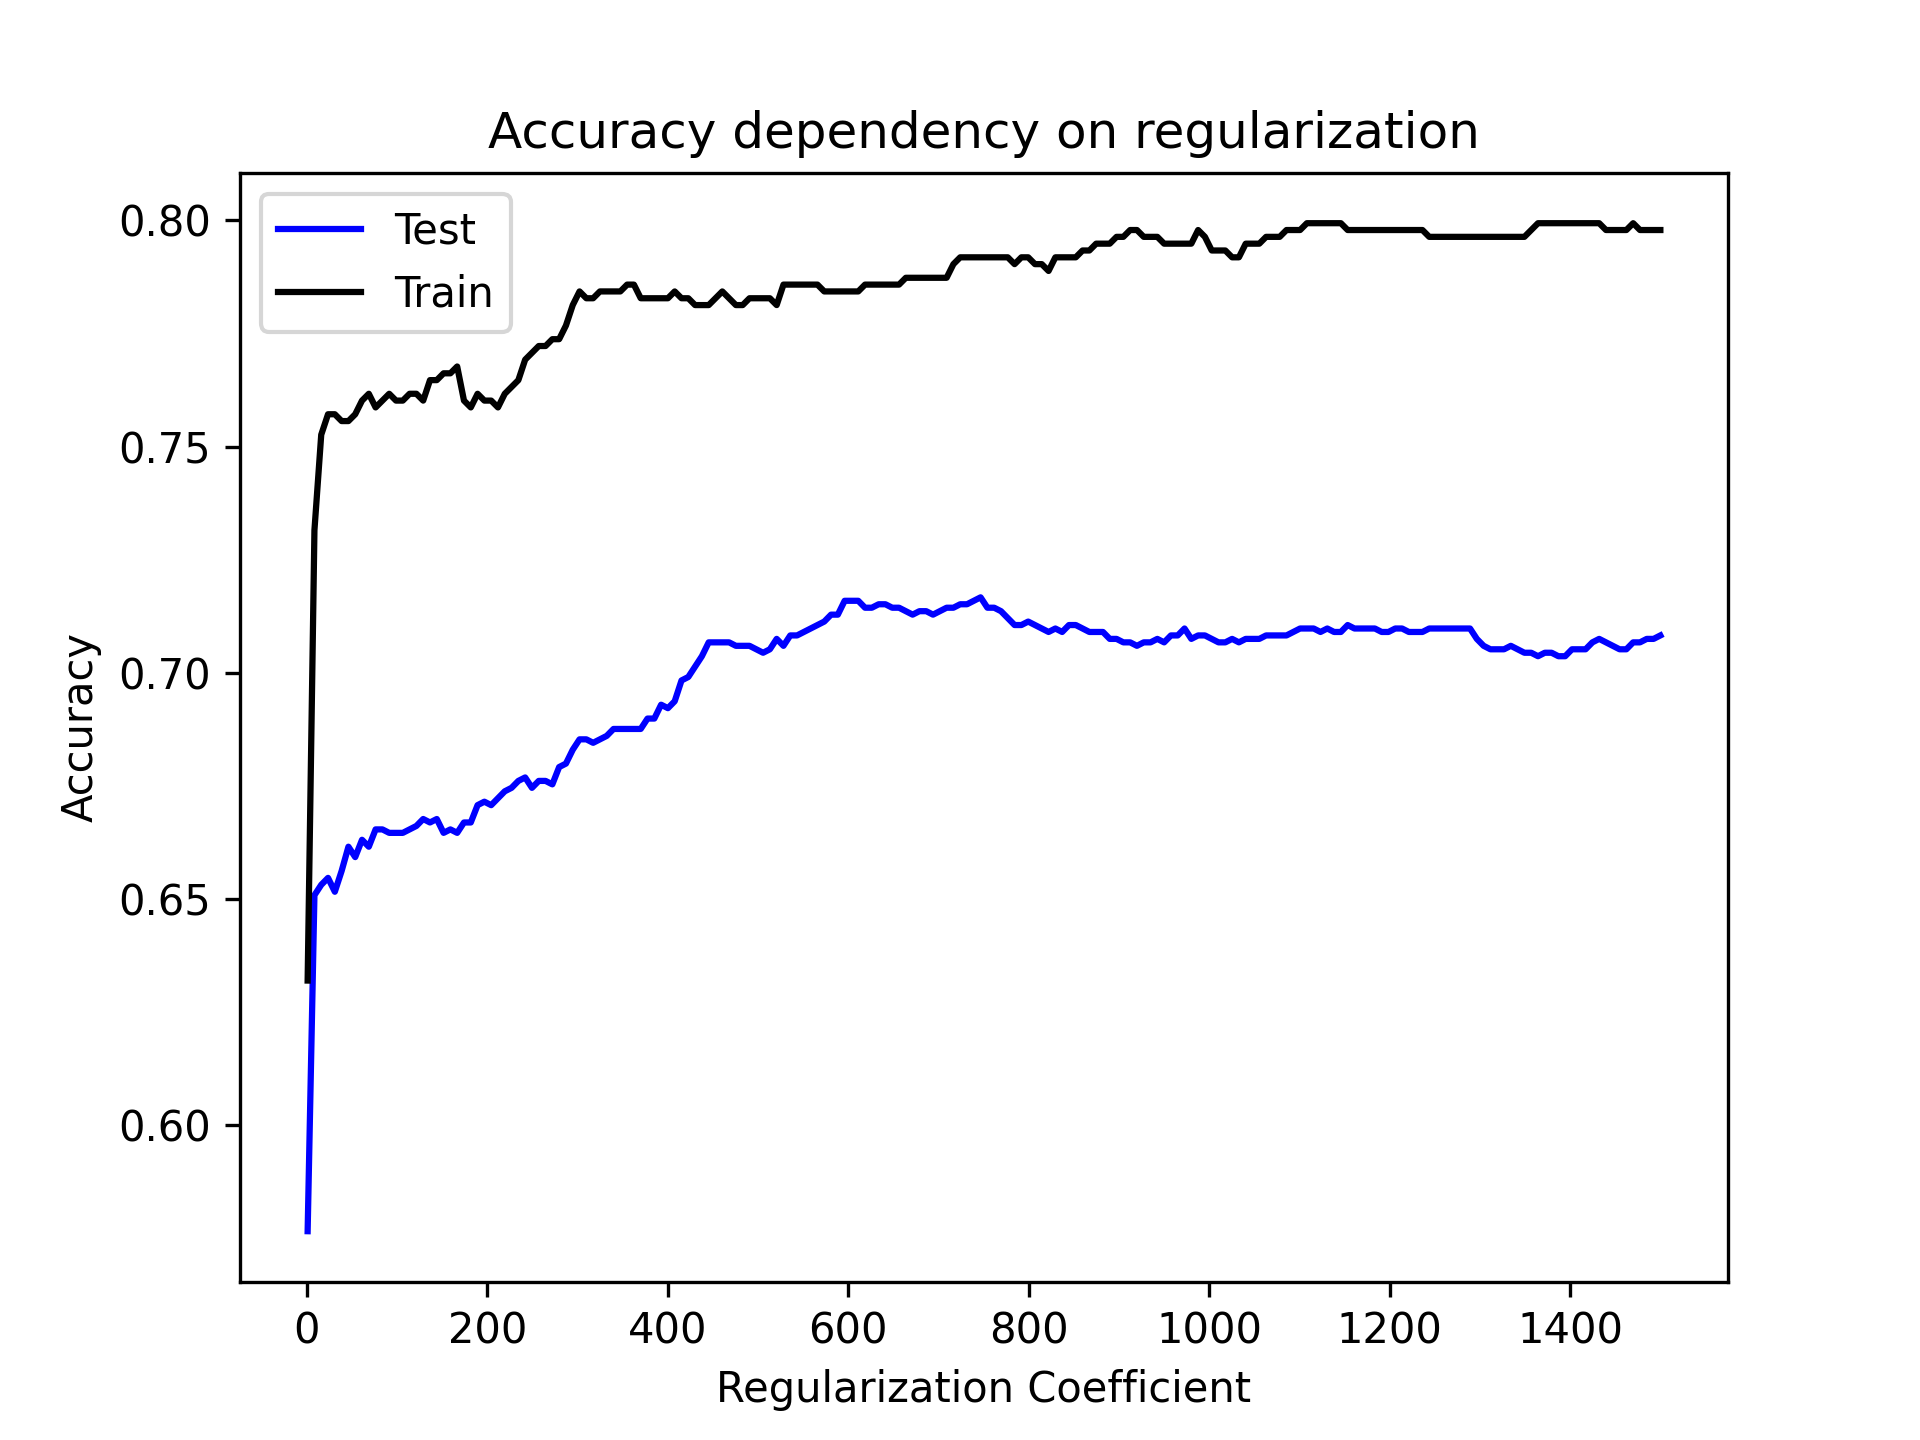 Accuracy dependency on regularization
Test
Train
0.80
0.75
0.70
0.65
0.60
Accuracy
0 200 400 600 800 1000 1200 1400
Regularization Coefficient